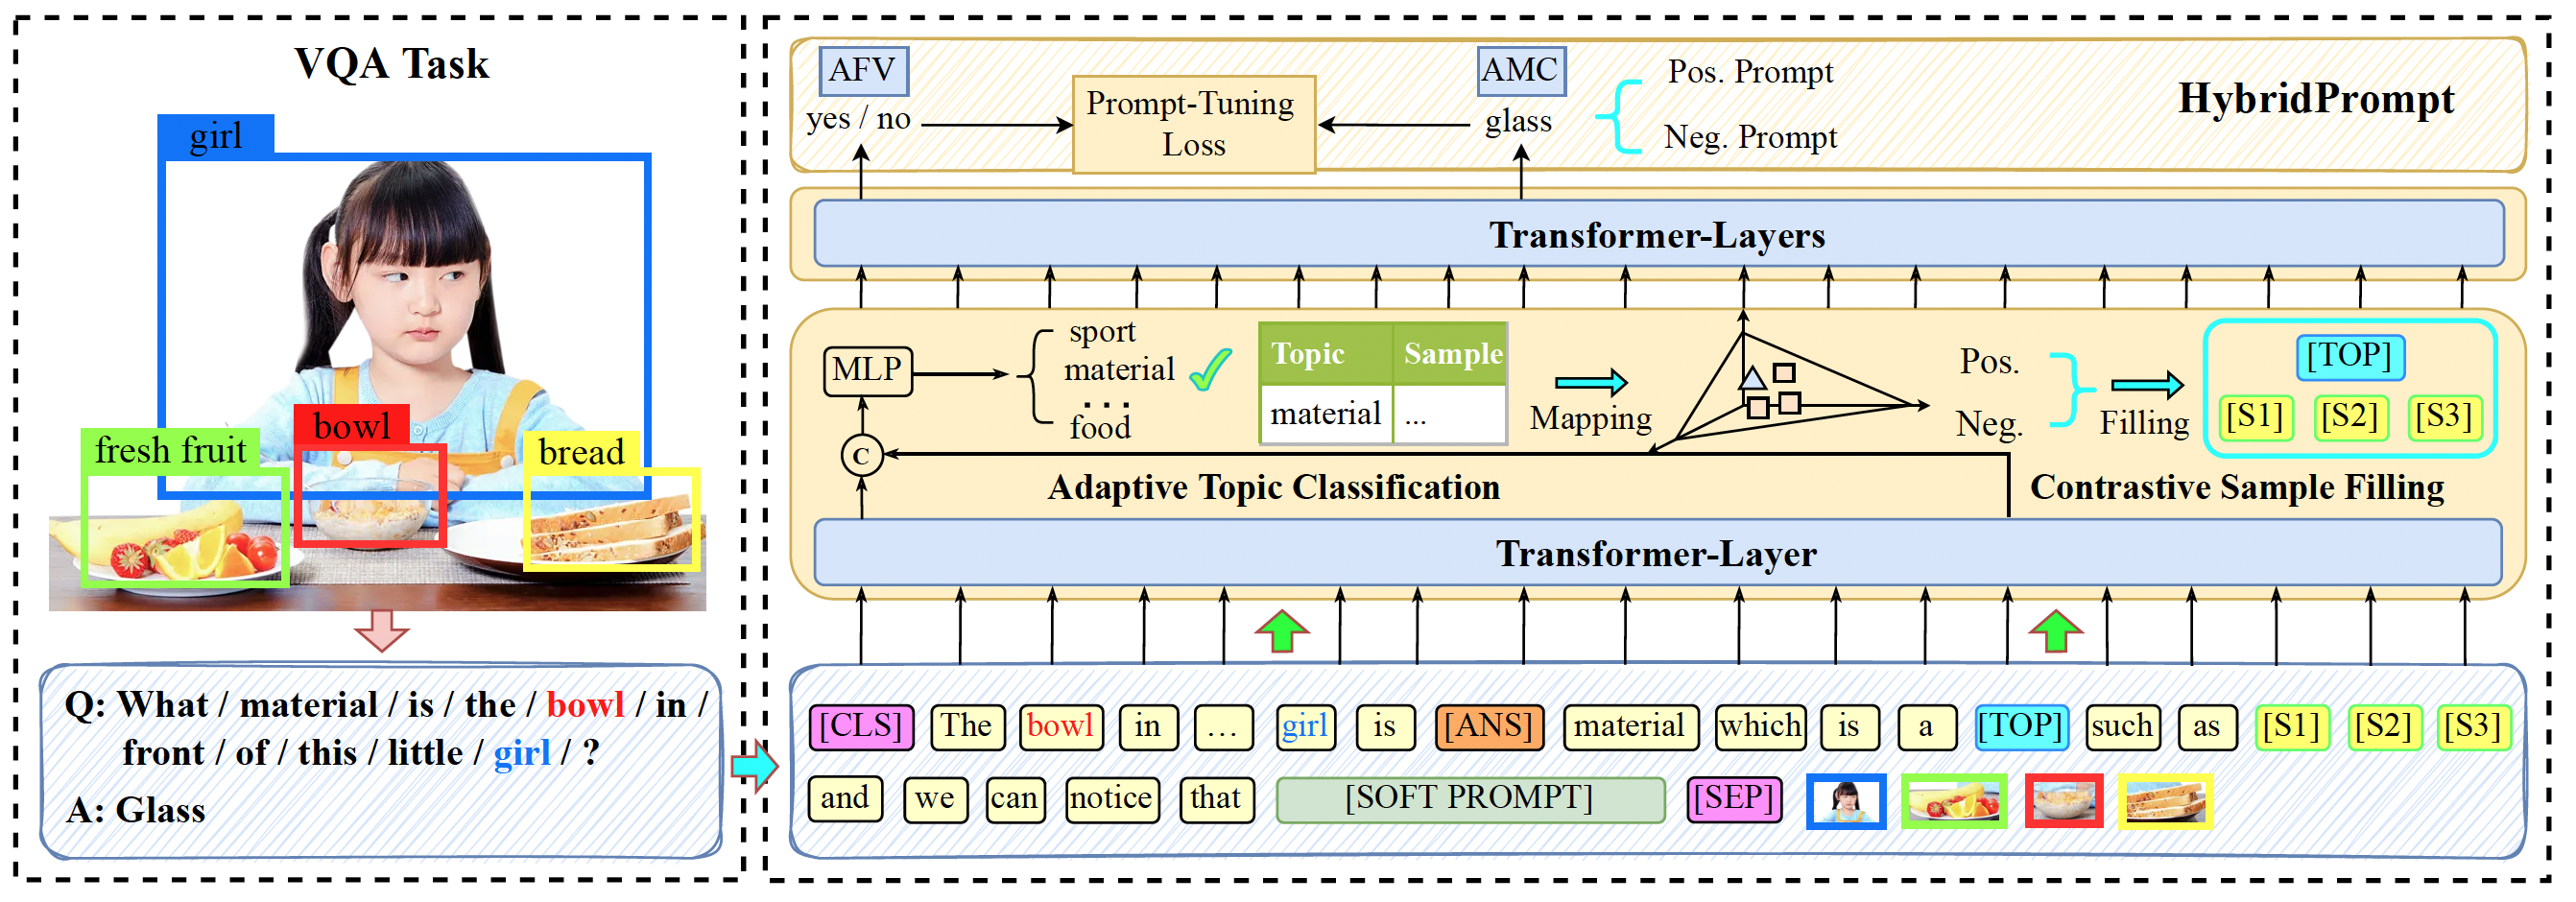 VQA Task
girl
bowl
fresh fruit
bread
Q: What / material / is / the / bowl / in /
front / of / this / little / girl / ?
A: Glass
AFV
yes / no
Prompt-Tuning
Loss
AMC
glass
Pos. Prompt
Neg. Prompt
HybridPrompt
Transformer-Layers
MLP
C
sport
material
...
food
Topic Sample
material ...
Mapping
Pos.
Neg.
Filling
[TOP]
[S1] [S2] [S3]
Adaptive Topic Classification
Contrastive Sample Filling
Transformer-Layer
[CLS] The bowl in ... girl is [ANS] material which is a [TOP] such as [S1] [S2] [S3]
and we can notice that [SOFT PROMPT] [SEP]